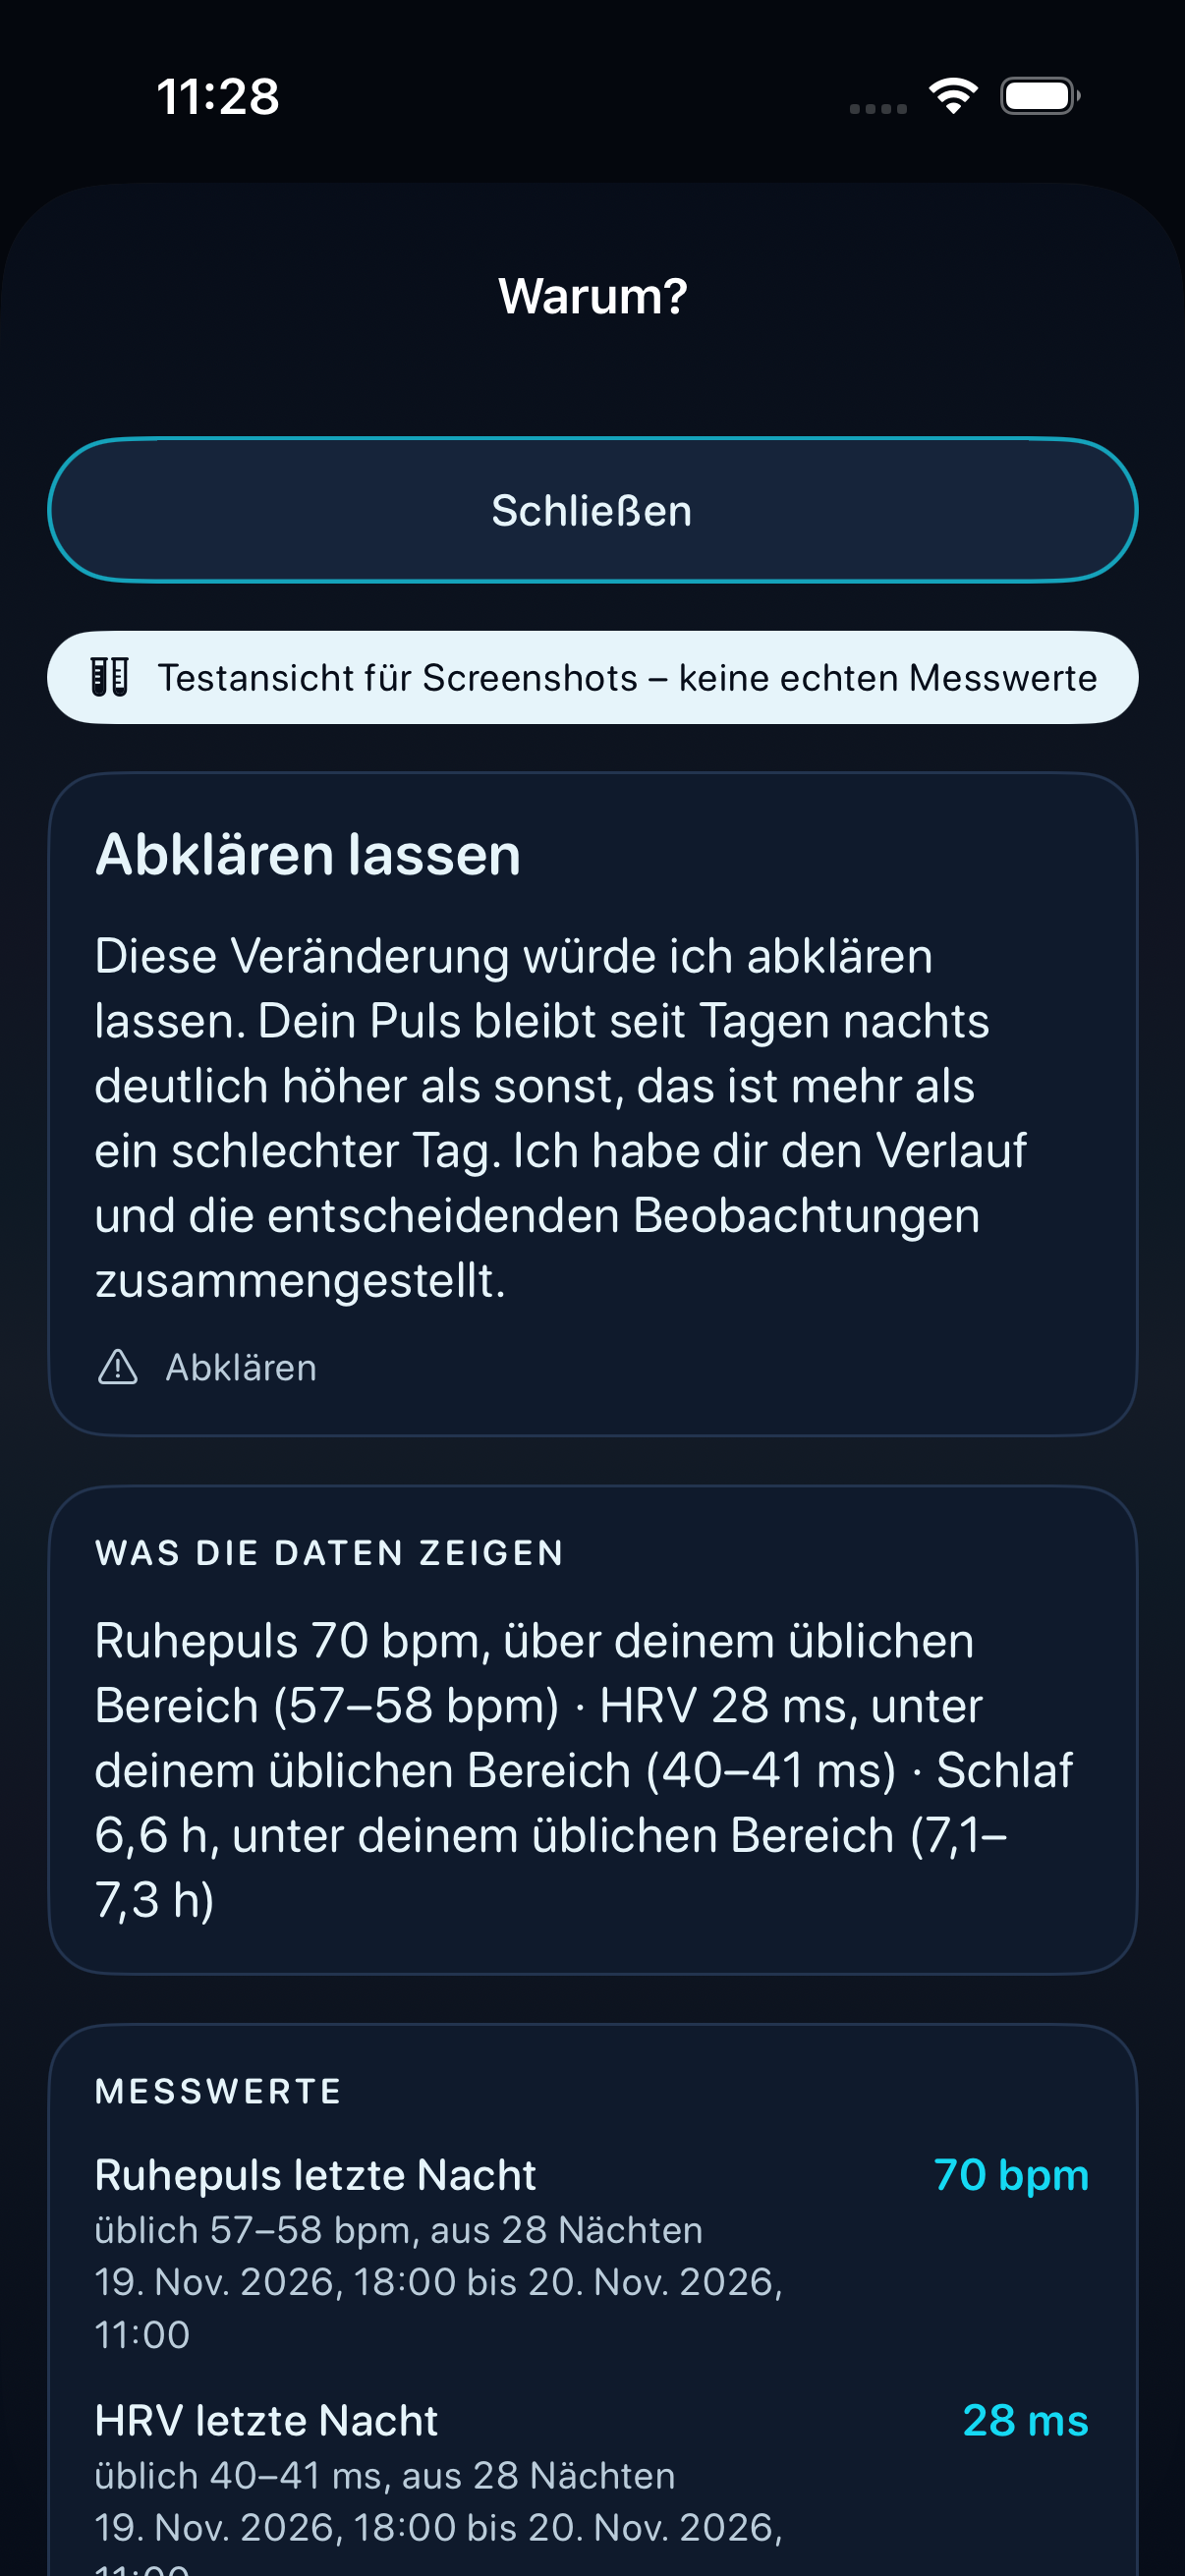 11:28
Warum?
Schließen
Testansicht für Screenshots – keine echten Messwerte
Abklären lassen
Diese Veränderung würde ich abklären
lassen. Dein Puls bleibt seit Tagen nachts
deutlich höher als sonst, das ist mehr als
ein schlechter Tag. Ich habe dir den Verlauf
und die entscheidenden Beobachtungen
zusammengestellt.
Abklären
WAS DIE DATEN ZEIGEN
Ruhepuls 70 bpm, über deinem üblichen
Bereich (57–58 bpm) · HRV 28 ms, unter
deinem üblichen Bereich (40–41 ms) · Schlaf
6,6 h, unter deinem üblichen Bereich (7,1–
7,3 h)
MESSWERTE
Ruhepuls letzte Nacht 70 bpm
üblich 57–58 bpm, aus 28 Nächten
19. Nov. 2026, 18:00 bis 20. Nov. 2026,
11:00
HRV letzte Nacht 28 ms
üblich 40–41 ms, aus 28 Nächten
19. Nov. 2026, 18:00 bis 20. Nov. 2026,